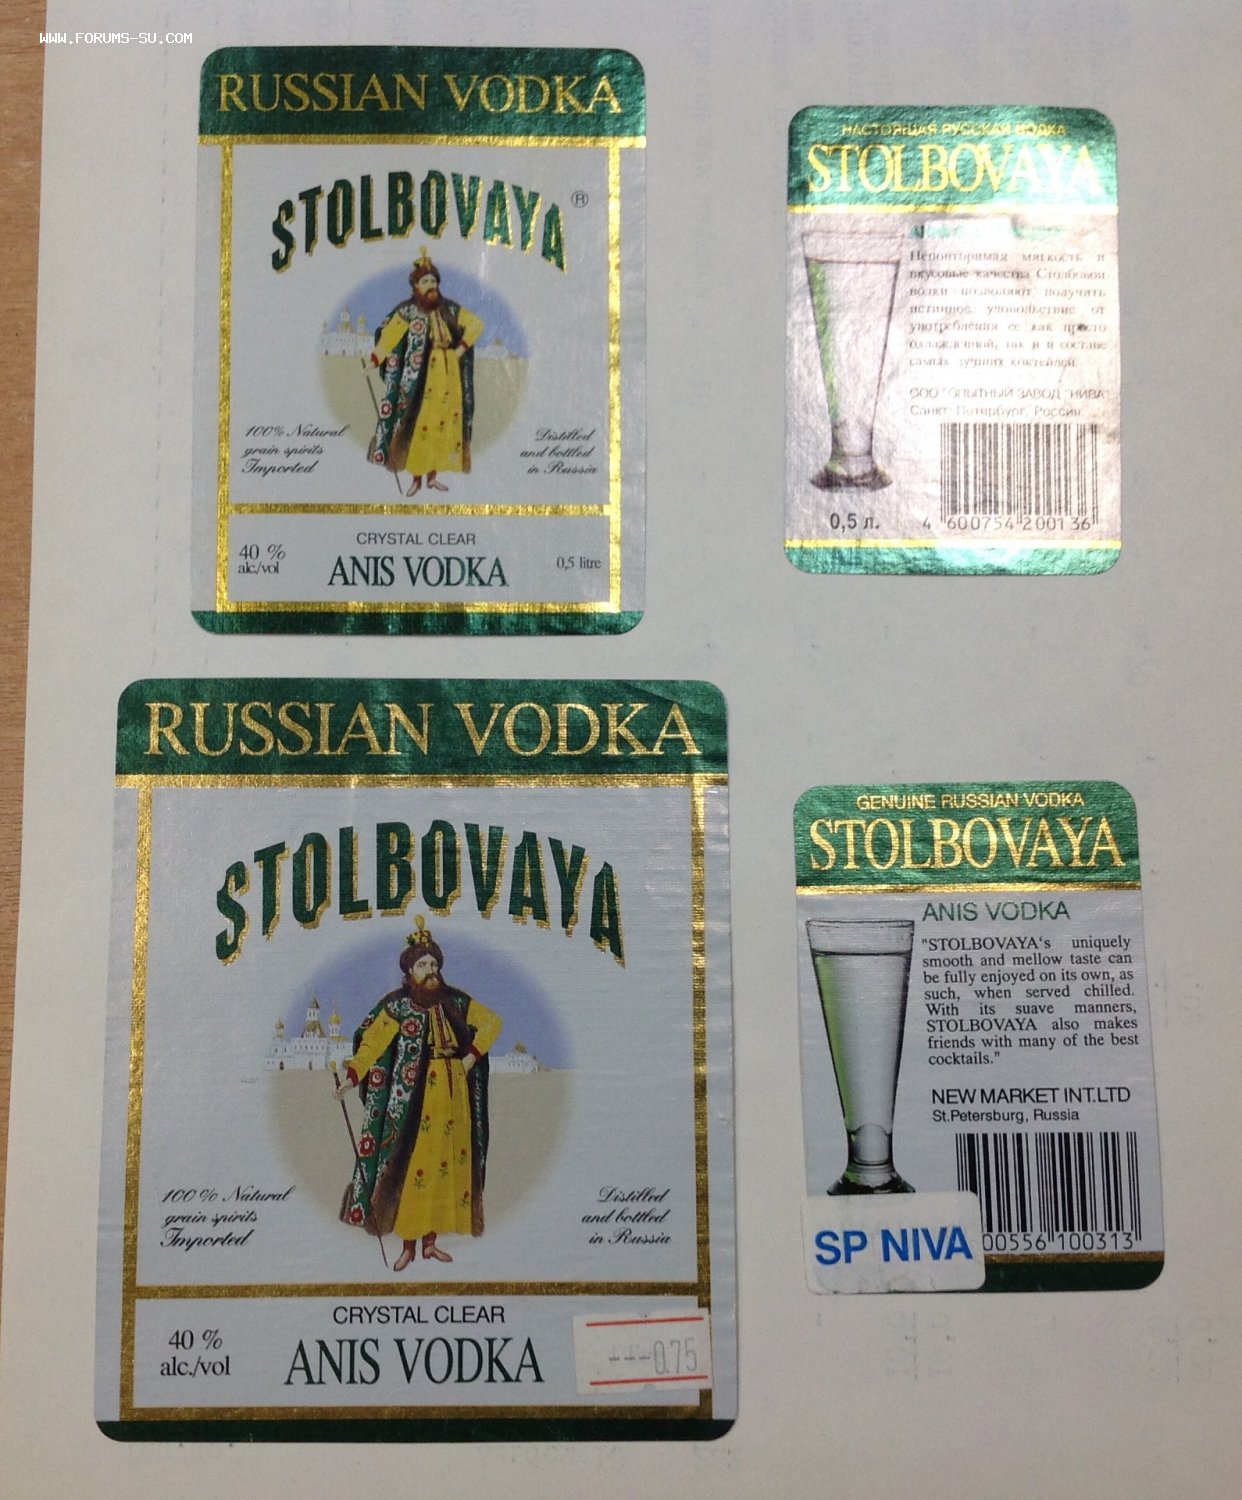 www.FORUMS-SU.COM
RUSSIAN VODKA
STOLBOVAYA ®
100% Natural
grain spirits
Imported
Distilled
and bottled
in Russia
40 %
alc./vol
CRYSTAL CLEAR
ANIS VODKA
0,5 litre
НАСТОЯЩАЯ РУССКАЯ ВОДКА
STOLBOVAYA
Неповторимая мягкость и
вкусовые качества Столбовой
водки позволяют получить
истинное удовольствие от
употребления ее как просто
охлажденной, так и в составе
самых лучших коктейлей.
ООО "ОПЫТНЫЙ ЗАВОД "НИВА"
Санкт-Петербург, Россия
0,5 л.
4 600754 200136
RUSSIAN VODKA
STOLBOVAYA
100% Natural
grain spirits
Imported
Distilled
and bottled
in Russia
40 %
alc./vol
CRYSTAL CLEAR
ANIS VODKA
---0.75
GENUINE RUSSIAN VODKA
STOLBOVAYA
ANIS VODKA
"STOLBOVAYA's uniquely
smooth and mellow taste can
be fully enjoyed on its own, as
such, when served chilled.
With its suave manners,
STOLBOVAYA also makes
friends with many of the best
cocktails."
NEW MARKET INT.LTD
St.Petersburg, Russia
SP NIVA
00556 100313